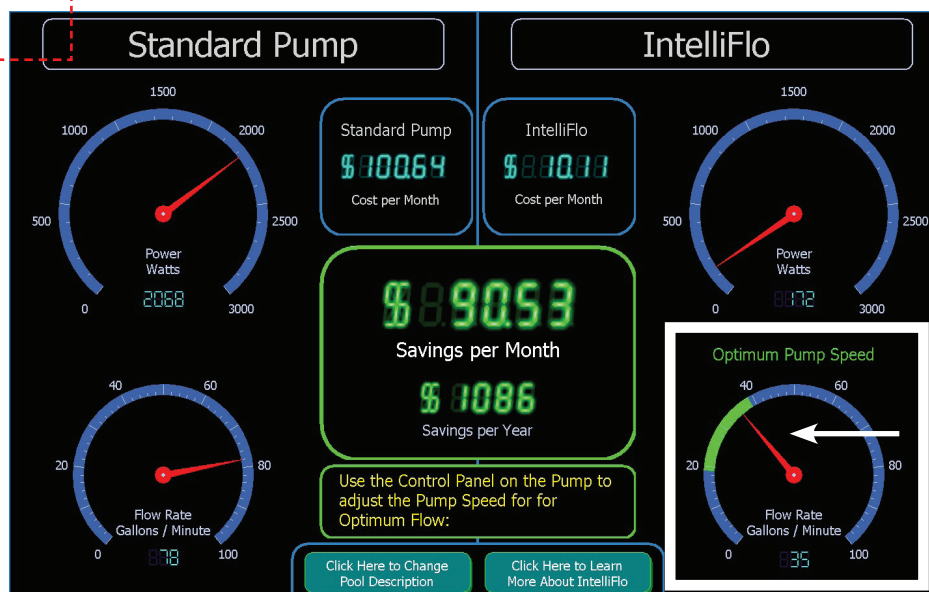 Standard Pump
IntelliFlo
0
500
1000
1500
2000
2500
3000
Power
Watts
2068
Standard Pump
$ 100.64
Cost per Month
IntelliFlo
$ 10.11
Cost per Month
0
500
1000
1500
2000
2500
3000
Power
Watts
172
$ 90.53
Savings per Month
$ 1086
Savings per Year
0
20
40
60
80
100
Flow Rate
Gallons / Minute
78
Use the Control Panel on the Pump to
adjust the Pump Speed for for
Optimum Flow:
Click Here to Change
Pool Description
Click Here to Learn
More About IntelliFlo
Optimum Pump Speed
0
20
40
60
80
100
Flow Rate
Gallons / Minute
35